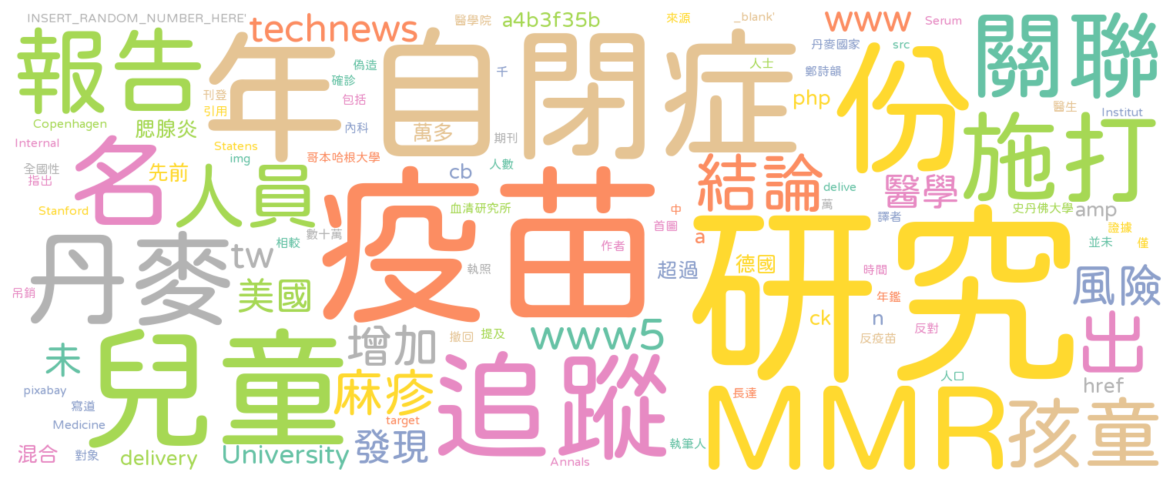 INSERT_RANDOM_NUMBER_HERE'
technews
醫學院
a4b3f35b
來源
_blank'
www
Serum
關聯
報告
年
自閉症
份
偽造
確診
千
人士
丹麥國家
src
鄭詩韻
刊登
引用
包括
php
醫生
Institut
Copenhagen
腮腺炎
內科
萬多
期刊
施打
Internal
Statens
img
哥本哈根大學
人數
全國性
指出
名
先前
人員
cb
結論
delive
醫學
Stanford
疫苗
血清研究所
中
萬
譯者
史丹佛大學
amp
丹麥
tw
相較
數十萬
作者
首圖
a
研究
證據
並未
僅
吊銷
美國
執照
超過
德國
時間
風險
年鑑
兒童
增加
撤回
提及
www5
ck
n
反對
反疫苗
出
未
麻疹
追蹤
人口
href
pixabay
寫道
target
長達
MMR
孩童
Medicine
混合
對象
delivery
University
發現
Annals
執筆人